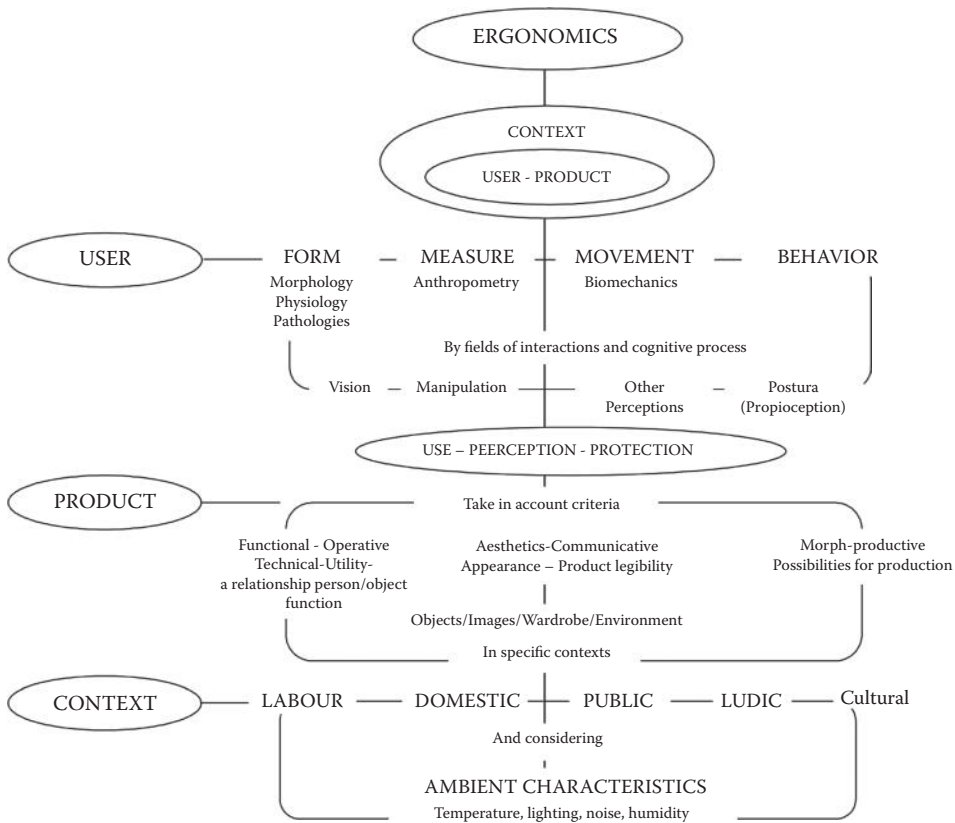 ERGONOMICS
CONTEXT
USER - PRODUCT
USER
FORM
Morphology
Physiology
Pathologies
MEASURE
Anthropometry
MOVEMENT
Biomechanics
BEHAVIOR
By fields of interactions and cognitive process
Vision
Manipulation
Other
Perceptions
Postura
(Propioception)
USE – PEERCEPTION - PROTECTION
PRODUCT
Take in account criteria
Functional - Operative
Technical-Utility-
a relationship person/object
function
Aesthetics-Communicative
Appearance – Product legibility
Morph-productive
Possibilities for production
Objects/Images/Wardrobe/Environment
In specific contexts
CONTEXT
LABOUR
DOMESTIC
PUBLIC
LUDIC
Cultural
And considering
AMBIENT CHARACTERISTICS
Temperature, lighting, noise, humidity